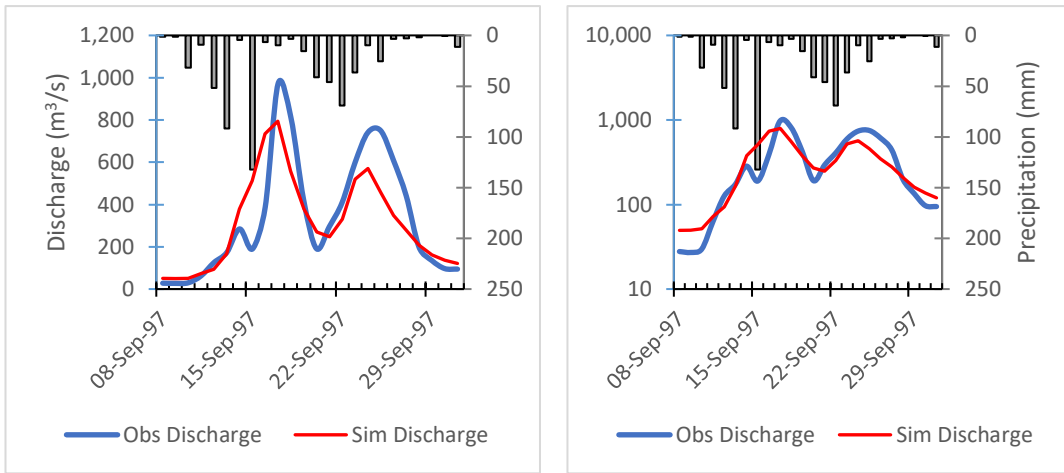 Discharge (m³/s)
1,200
1,000
800
600
400
200
0
0
50
100
150
200
250
08-Sep-97
15-Sep-97
22-Sep-97
29-Sep-97
Obs Discharge
Sim Discharge
10,000
1,000
100
10
0
50
100
150
200
250
Precipitation (mm)
08-Sep-97
15-Sep-97
22-Sep-97
29-Sep-97
Obs Discharge
Sim Discharge